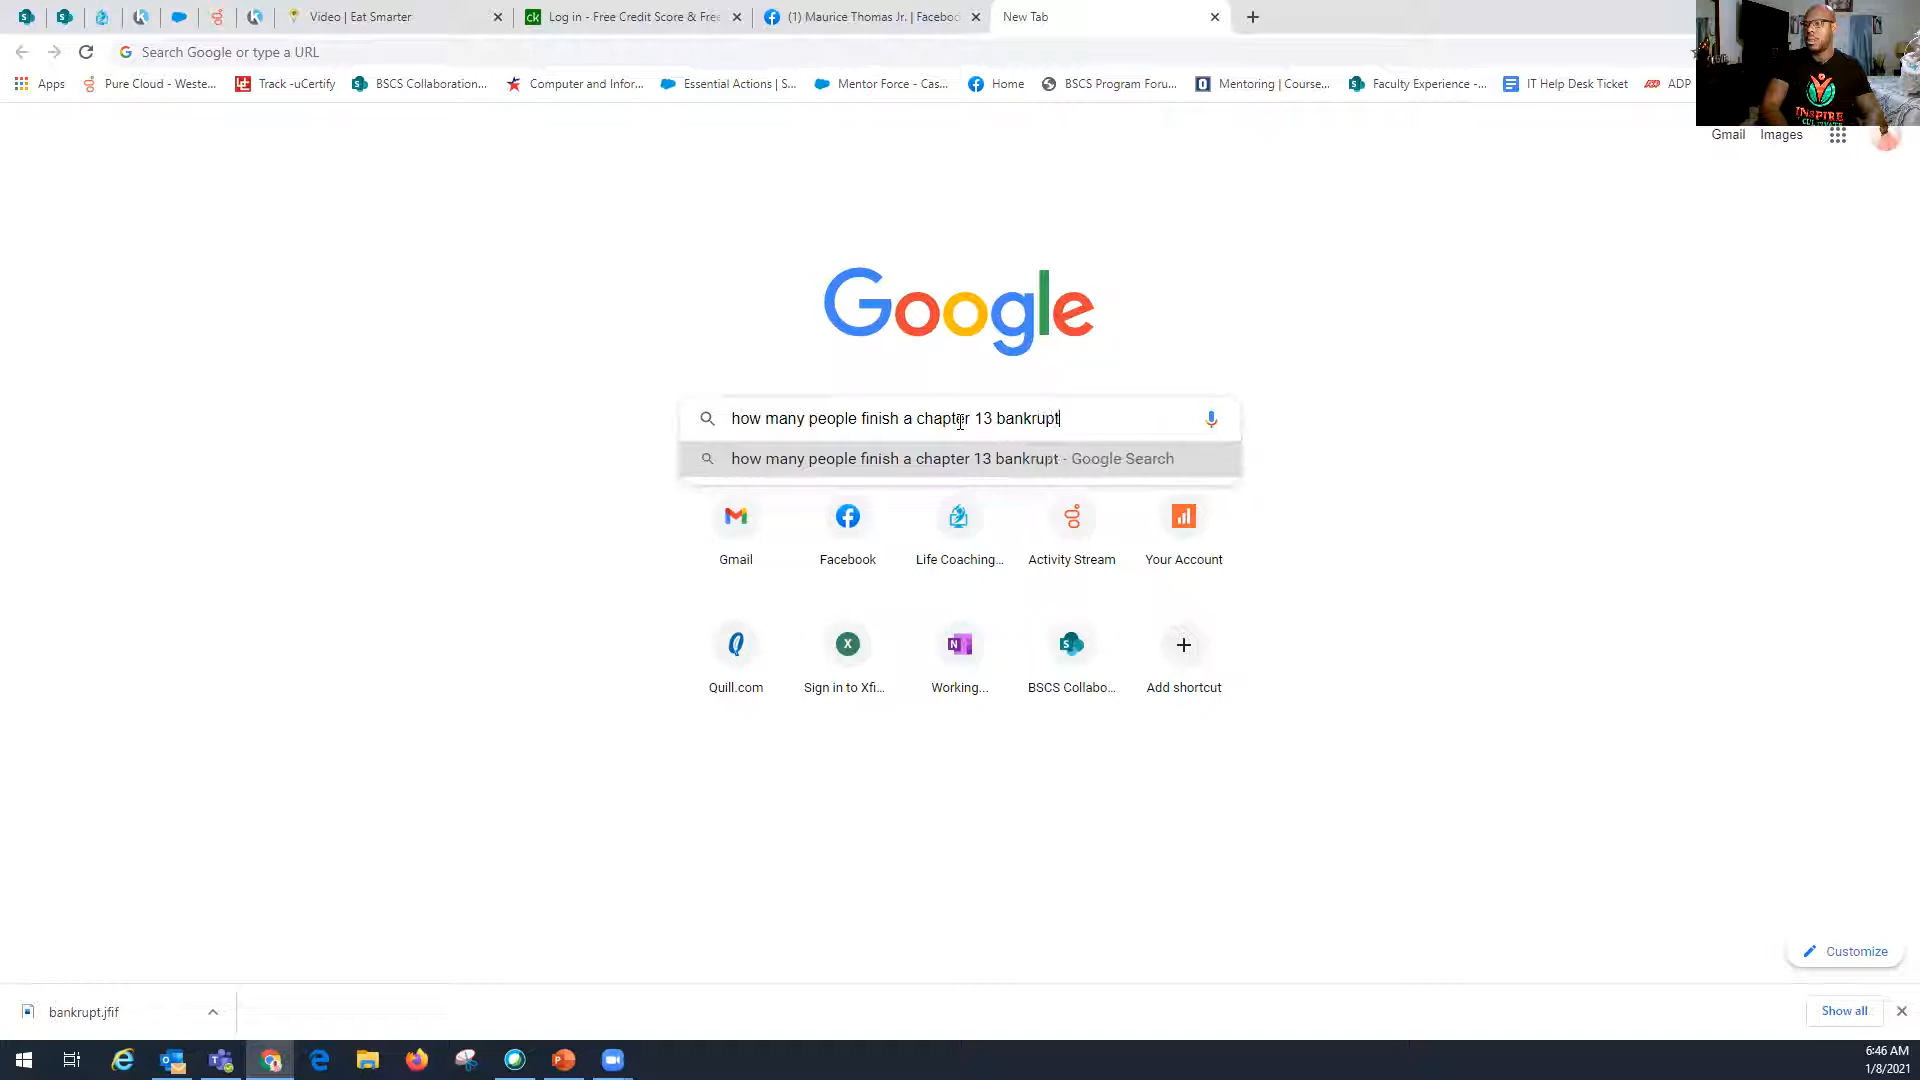 Video | Eat Smarter
Log in - Free Credit Score & Free
(1) Maurice Thomas Jr. | Facebo
New Tab
Search Google or type a URL
Apps
Pure Cloud - Weste...
Track -uCertify
BSCS Collaboration...
Computer and Infor...
Essential Actions | S...
Mentor Force - Cas...
Home
BSCS Program Foru...
Mentoring | Course...
Faculty Experience -...
IT Help Desk Ticket
ADP
INSPIRE
CULTIVATE
Gmail Images
Google
how many people finish a chapter 13 bankrupt
how many people finish a chapter 13 bankrupt - Google Search
Gmail
Facebook
Life Coaching...
Activity Stream
Your Account
Quill.com
Sign in to Xfi...
Working...
BSCS Collabo...
Add shortcut
Customize
bankrupt.jfif
Show all
6:46 AM
1/8/2021